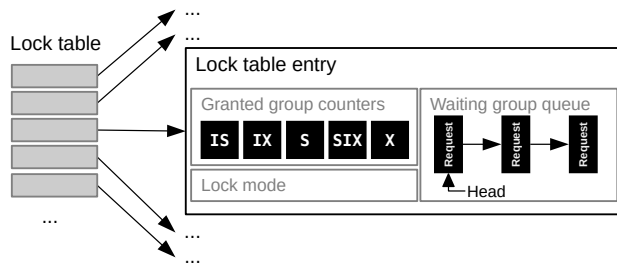 ...
...
Lock table
Lock table entry
Granted group counters
Waiting group queue
IS IX S SIX X
Request Request Request
Lock mode
Head
...
...
...